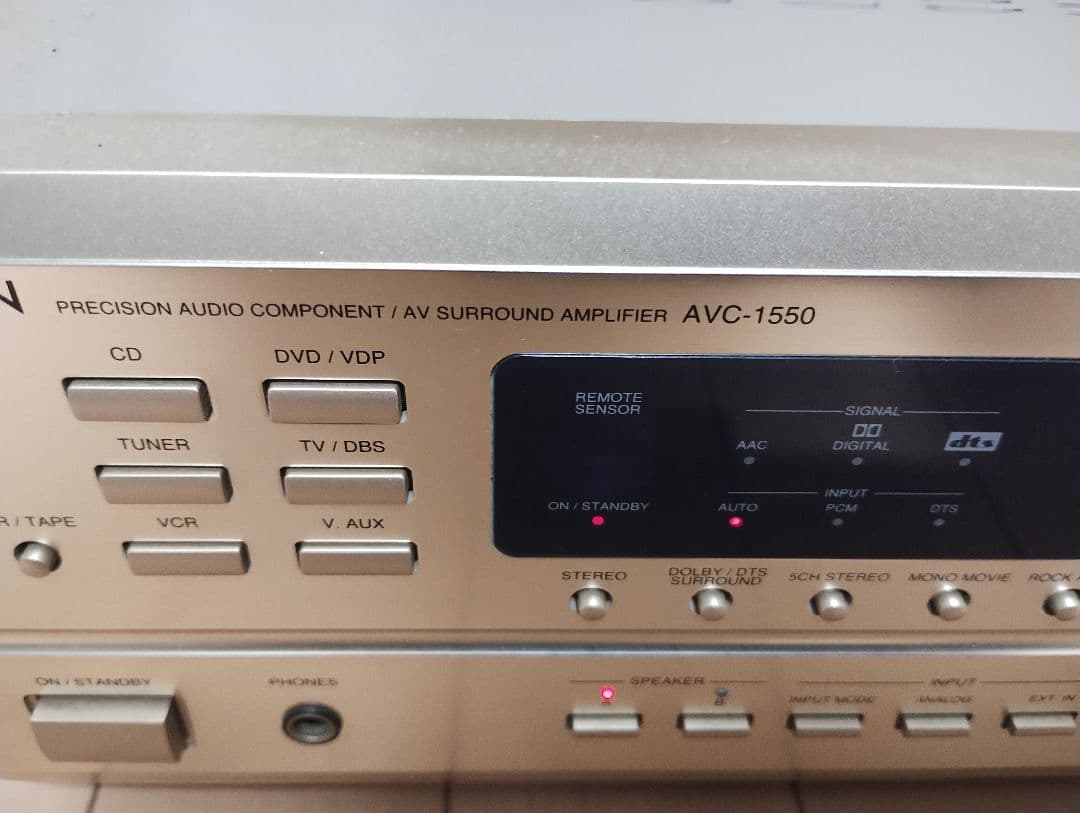 N PRECISION AUDIO COMPONENT / AV SURROUND AMPLIFIER AVC-1550
CD DVD / VDP
TUNER TV / DBS
R / TAPE VCR V. AUX
REMOTE
SENSOR
SIGNAL
AAC DIGITAL dts
ON / STANDBY
INPUT
AUTO PCM DTS
STEREO DOLBY / DTS
SURROUND 5CH STEREO MONO MOVIE ROCK
ON / STANDBY PHONES
SPEAKER
B
INPUT
INPUT MODE ANALOG EXT. IN